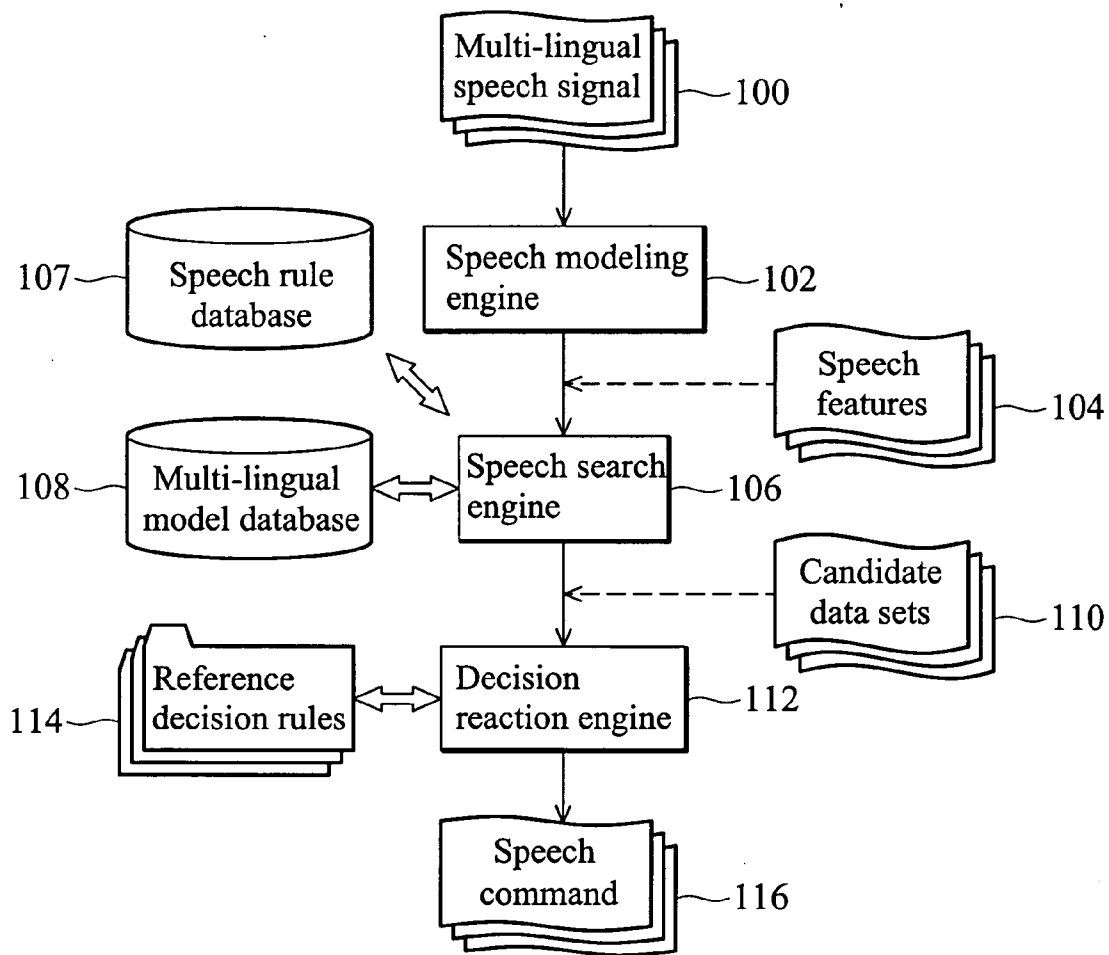 Multi-lingual
speech signal
100
Speech modeling
engine
102
107
Speech rule
database
Speech
features
104
108
Multi-lingual
model database
Speech search
engine
106
Candidate
data sets
110
114
Reference
decision rules
Decision
reaction engine
112
Speech
command
116